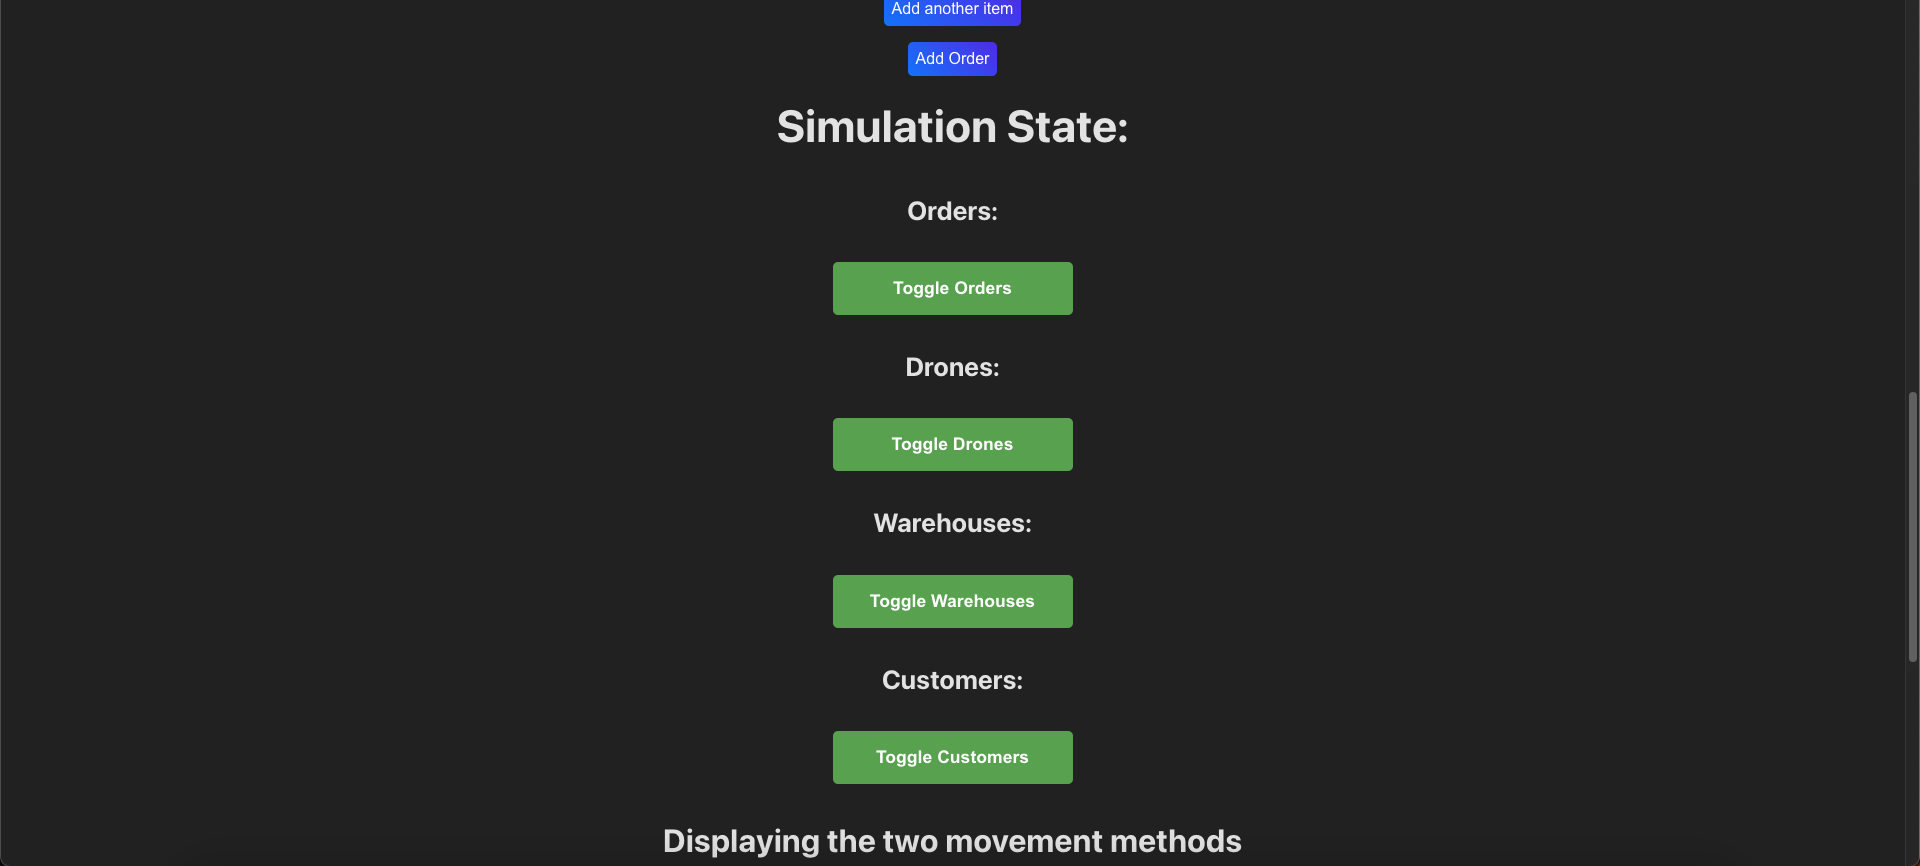 Add another item
Add Order
Simulation State:
Orders:
Toggle Orders
Drones:
Toggle Drones
Warehouses:
Toggle Warehouses
Customers:
Toggle Customers
Displaying the two movement methods